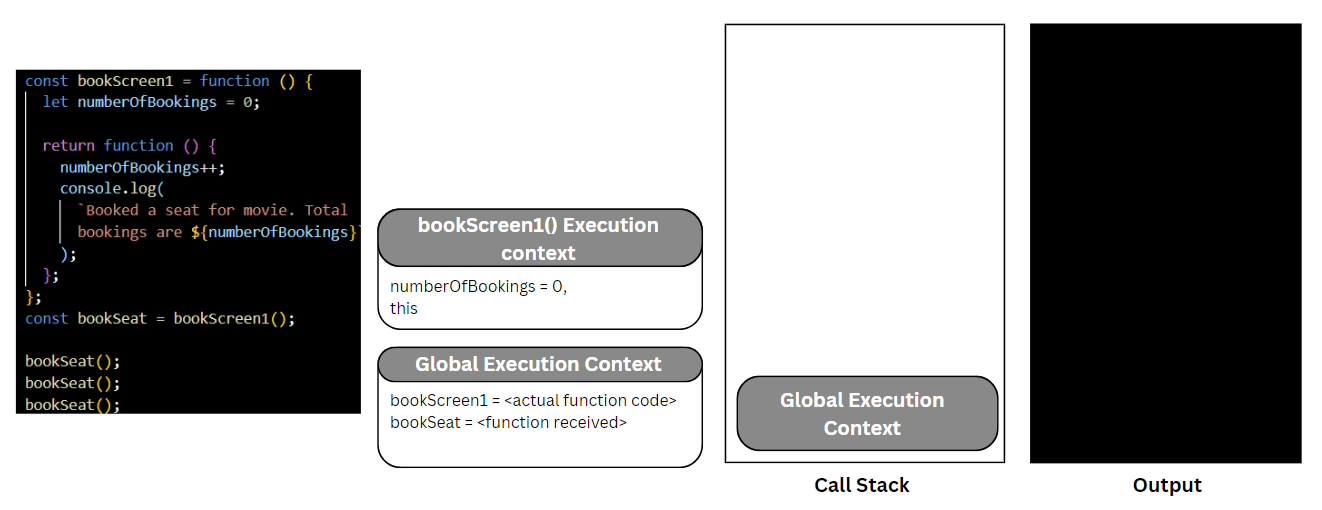 const bookScreen1 = function () {
  let numberOfBookings = 0;

  return function () {
    numberOfBookings++;
    console.log(
      `Booked a seat for movie. Total
      bookings are ${numberOfBookings}`
    );
  };
};
const bookSeat = bookScreen1();

bookSeat();
bookSeat();
bookSeat();
bookScreen1() Execution
context
numberOfBookings = 0,
this
Global Execution Context
bookScreen1 = <actual function code>
bookSeat = <function received>
Global Execution
Context
Call Stack
Output